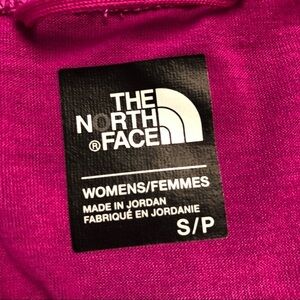 THE
NORTH
®FACE
WOMENS/FEMMES
MADE IN JORDAN
FABRIQUÉ EN JORDANIE
S/P